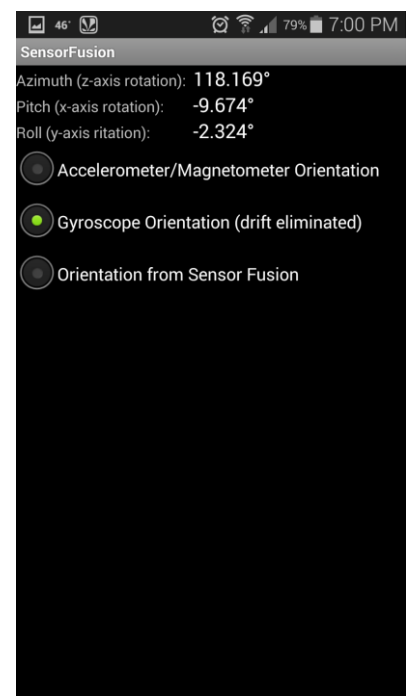 46° 79% 7:00 PM
SensorFusion
Azimuth (z-axis rotation): 118.169°
Pitch (x-axis rotation): -9.674°
Roll (y-axis ritation): -2.324°
Accelerometer/Magnetometer Orientation
Gyroscope Orientation (drift eliminated)
Orientation from Sensor Fusion